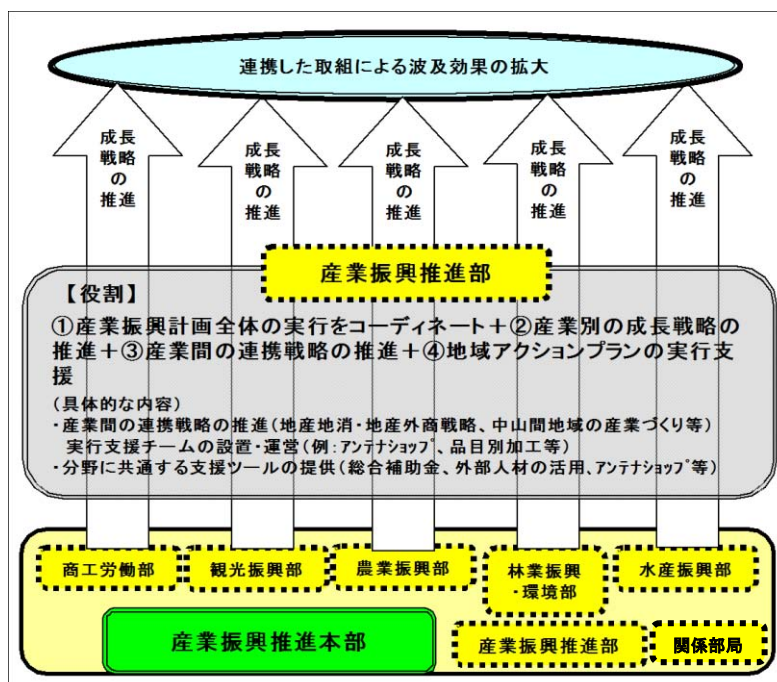 連携した取組による波及効果の拡大
成長
戦略
の
推進
成長
戦略
の
推進
成長
戦略
の
推進
成長
戦略
の
推進
成長
戦略
の
推進
産業振興推進部
【役割】
①産業振興計画全体の実行をコーディネート+②産業別の成長戦略の
推進+③産業間の連携戦略の推進+④地域アクションプランの実行支
援
(具体的な内容)
・産業間の連携戦略の推進(地産地消・地産外商戦略、中山間地域の産業づくり等)
実行支援チームの設置・運営(例:アンテナショップ、品目別加工等)
・分野に共通する支援ツールの提供(総合補助金、外部人材の活用、アンテナショップ等)
商工労働部
観光振興部
農業振興部
林業振興
・環境部
水産振興部
産業振興推進本部
産業振興推進部
関係部局